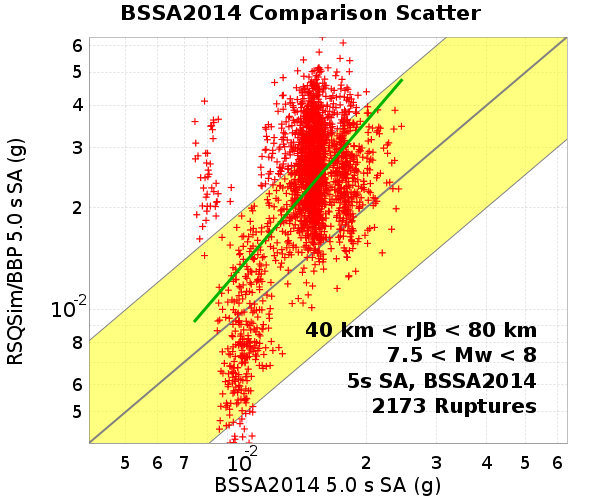 BSSA2014 Comparison Scatter
RSQSim/BBP 5.0 s SA (g)
6
5
4
3
2
10-2
8
6
5
40 km < rJB < 80 km
7.5 < Mw < 8
5s SA, BSSA2014
2173 Ruptures
5 6 7 10-2 2 3 4 5 6
BSSA2014 5.0 s SA (g)